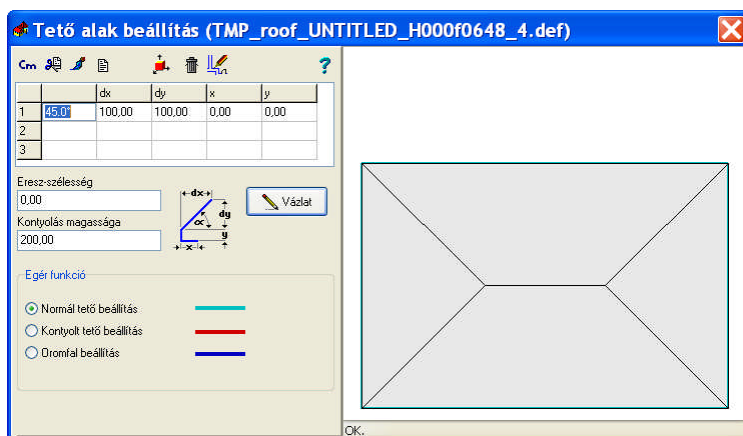 Tető alak beállítás (TMP_roof_UNTITLED_H000f0648_4.def)
Cm ?
dx dy x y
1 45.0° 100,00 100,00 0,00 0,00
2
3
Eresz-szélesség
0,00
Kontyolás magassága
200,00
dx
dy
α
y
x
Vázlat
Egér funkció
Normál tető beállítás
Kontyolt tető beállítás
Oromfal beállítás
OK.